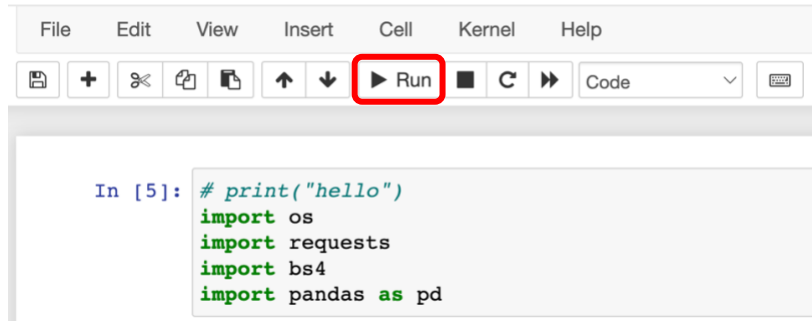 File Edit View Insert Cell Kernel Help
Run Code
In [5]: # print("hello")
import os
import requests
import bs4
import pandas as pd